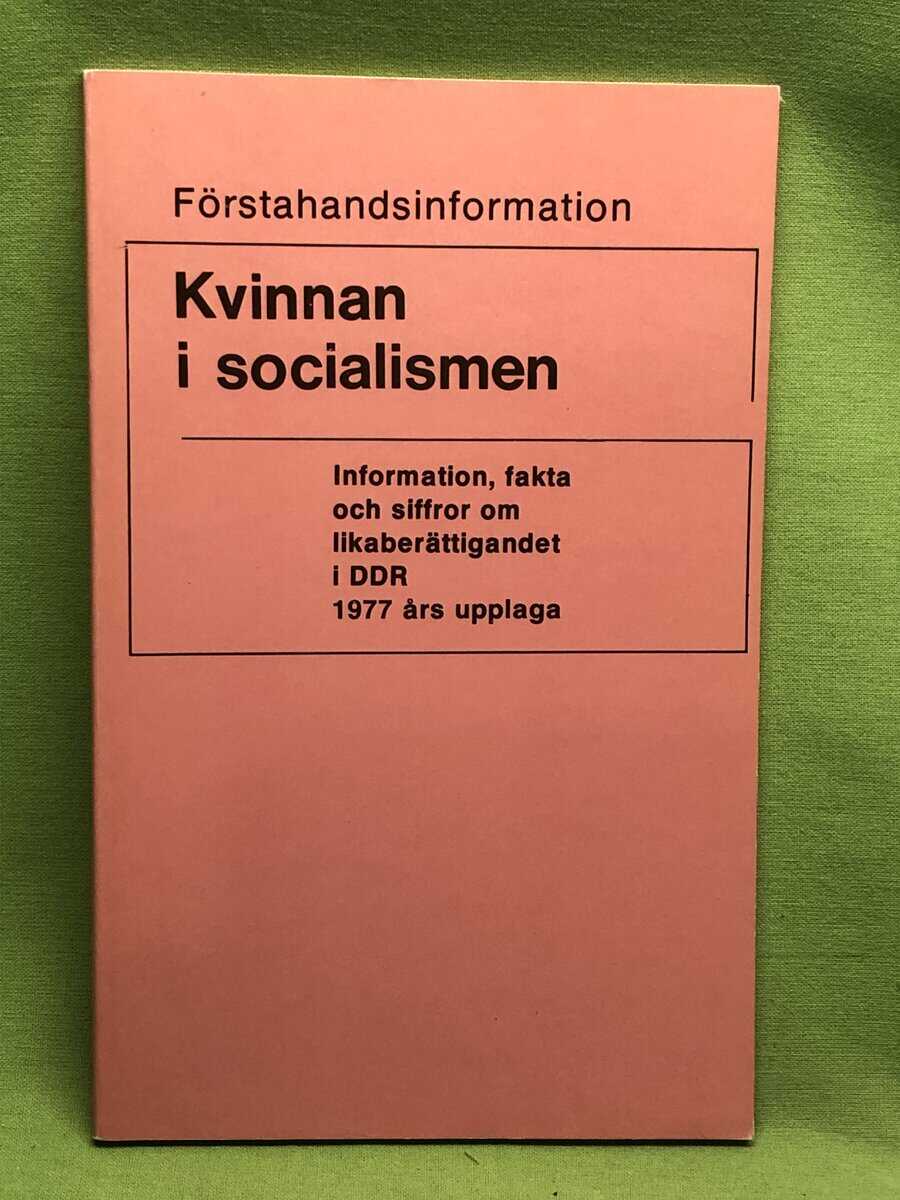 Förstahandsinformation
Kvinnan
i socialismen
Information, fakta
och siffror om
likaberättigandet
i DDR
1977 års upplaga